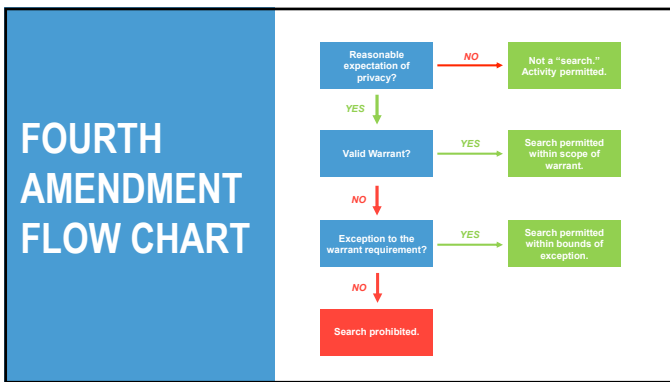 FOURTH
AMENDMENT
FLOW CHART
Reasonable
expectation of
privacy?
NO
Not a “search.”
Activity permitted.
YES
Valid Warrant?
YES
Search permitted
within scope of
warrant.
NO
Exception to the
warrant requirement?
YES
Search permitted
within bounds of
exception.
NO
Search prohibited.